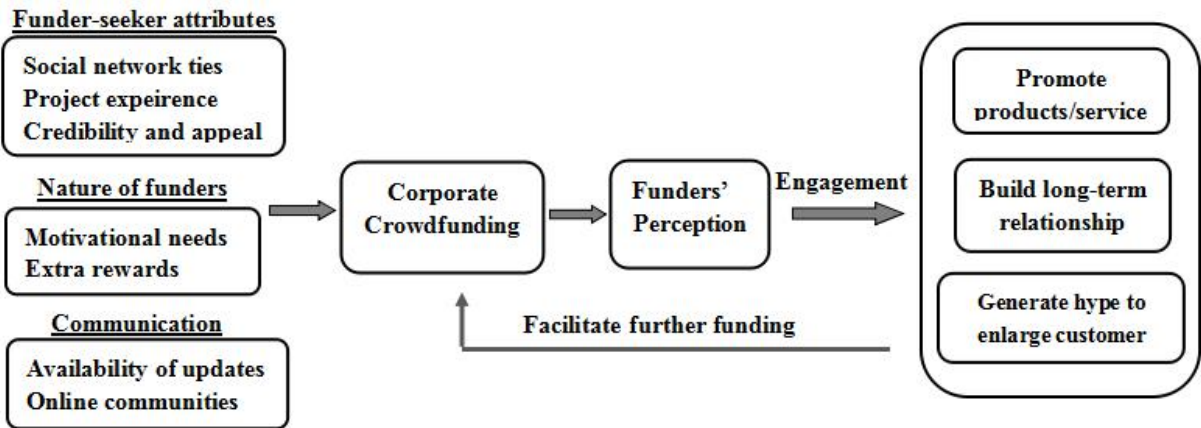 Funder-seeker attributes
Social network ties
Project expeirence
Credibility and appeal
Nature of funders
Motivational needs
Extra rewards
Communication
Availability of updates
Online communities
Corporate
Crowdfunding
Funders’
Perception
Engagement
Facilitate further funding
Promote
products/service
Build long-term
relationship
Generate hype to
enlarge customer